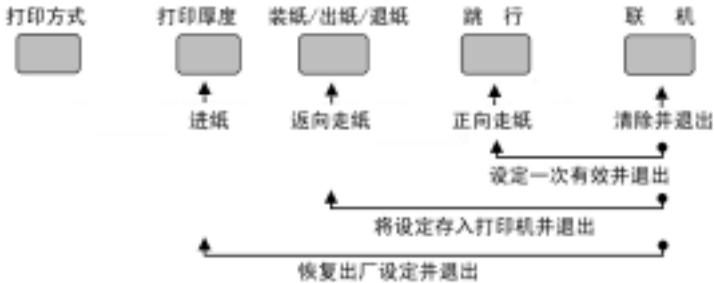 打印方式 打印厚度 装纸/出纸/退纸 跳 行 联 机
进纸 返向走纸 正向走纸 清除并退出
设定一次有效并退出
将设定存入打印机并退出
恢复出厂设定并退出